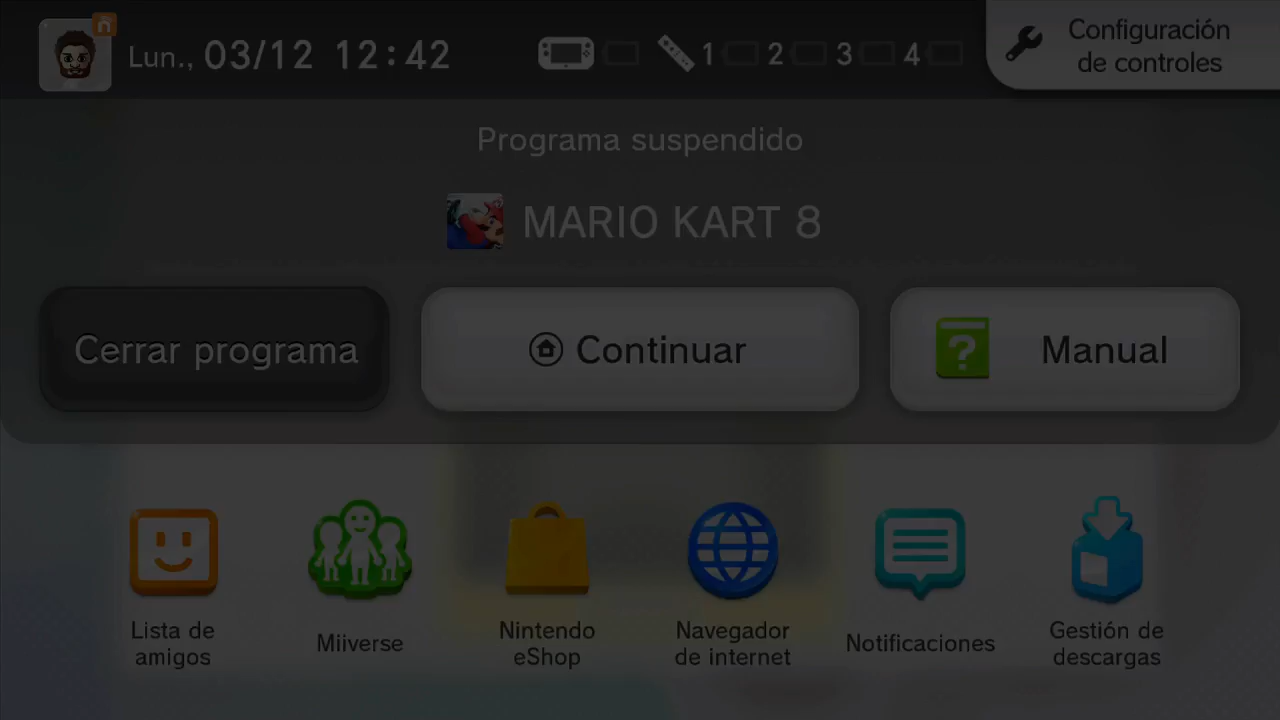 Lun., 03/12 12:42
1 2 3 4
Configuración
de controles
Programa suspendido
MARIO KART 8
Cerrar programa
Continuar
? Manual
Lista de
amigos
Miiverse
Nintendo
eShop
Navegador
de internet
Notificaciones
Gestión de
descargas